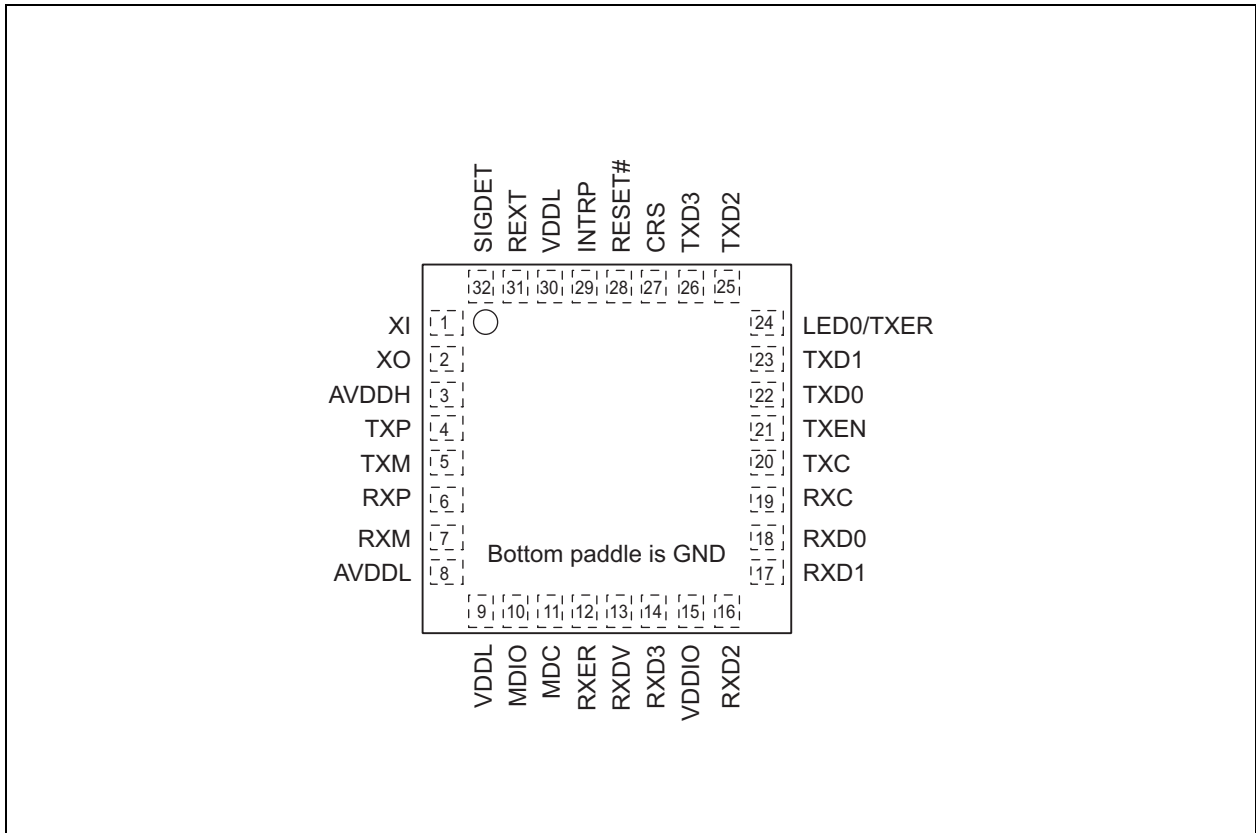 SIGDET
REXT
VDDL
INTRP
RESET#
CRS
TXD3
TXD2
32 31 30 29 28 27 26 25
XI 1 24 LED0/TXER
XO 2 23 TXD1
AVDDH 3 22 TXD0
TXP 4 21 TXEN
TXM 5 20 TXC
RXP 6 19 RXC
RXM 7 18 RXD0
AVDDL 8 17 RXD1
Bottom paddle is GND
9 10 11 12 13 14 15 16
VDDL
MDIO
MDC
RXER
RXDV
RXD3
VDDIO
RXD2